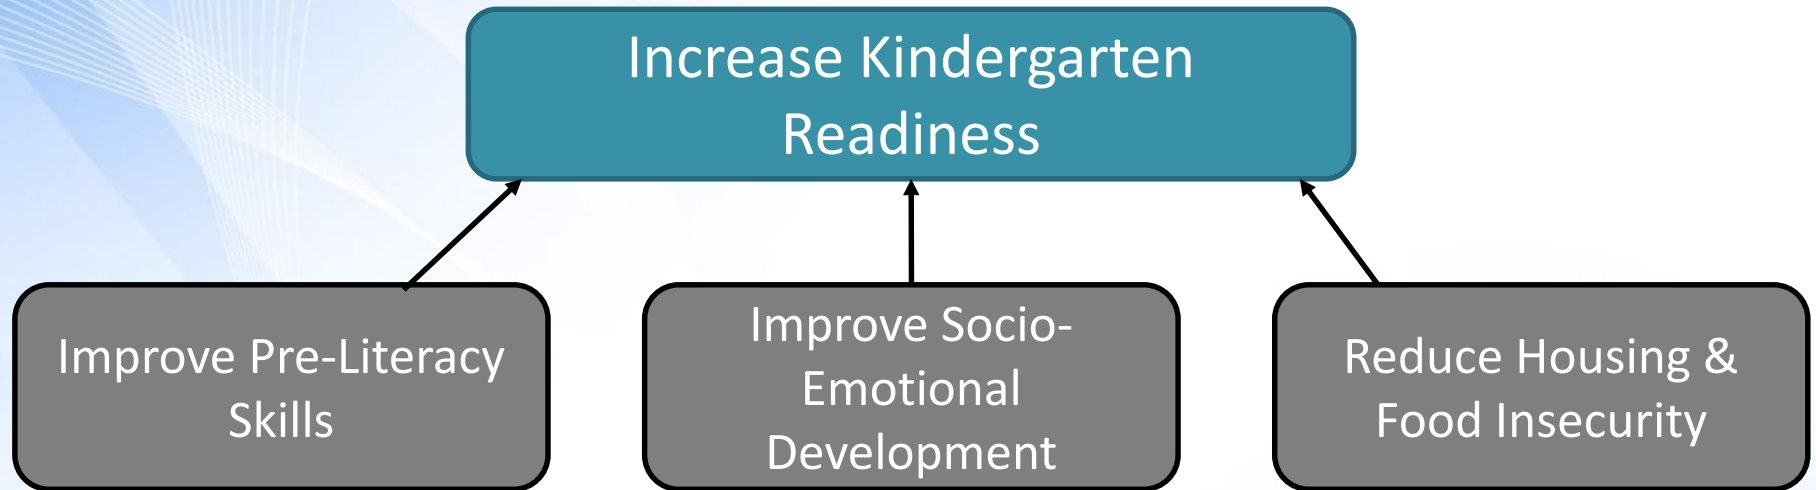 Increase Kindergarten
Readiness
Improve Pre-Literacy
Skills
Improve Socio-
Emotional
Development
Reduce Housing &
Food Insecurity